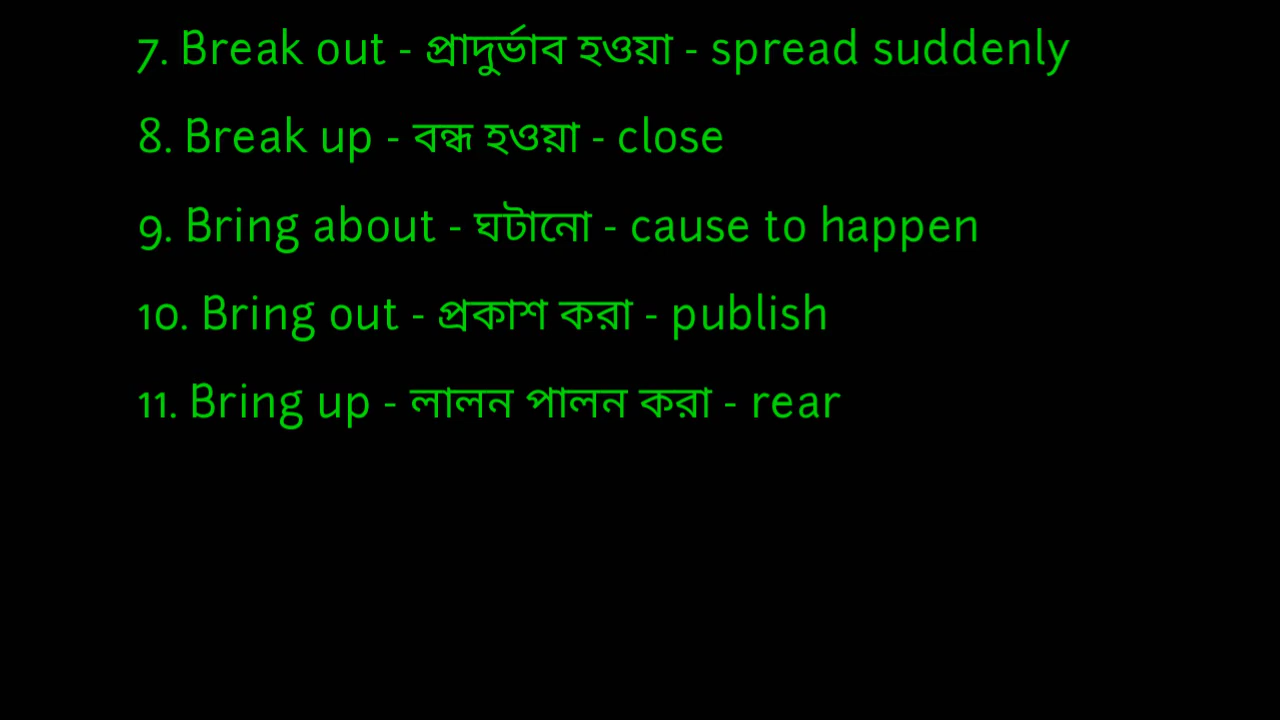 7. Break out - প্রাদুর্ভাব হওয়া - spread suddenly
8. Break up - বন্ধ হওয়া - close
9. Bring about - ঘটানো - cause to happen
10. Bring out - প্রকাশ করা - publish
11. Bring up - লালন পালন করা - rear